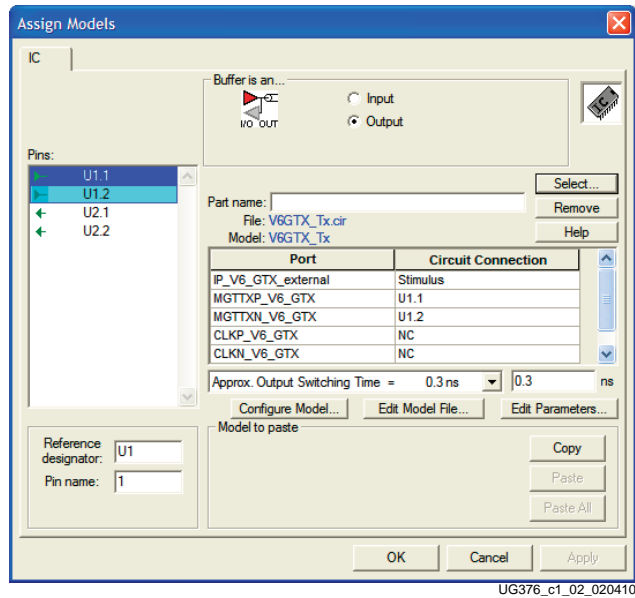 Assign Models
IC
Buffer is an...
Input
I/O OUT
Output
IC
Pins:
U1.1
U1.2
U2.1
U2.2
Select...
Part name:
Remove
File: V6GTX_Tx.cir
Help
Model: V6GTX_Tx
Port Circuit Connection
IP_V6_GTX_external Stimulus
MGTTXP_V6_GTX U1.1
MGTTXN_V6_GTX U1.2
CLKP_V6_GTX NC
CLKN_V6_GTX NC
Approx. Output Switching Time = 0.3 ns 0.3 ns
Configure Model... Edit Model File... Edit Parameters...
Model to paste
Reference designator: U1
Pin name: 1
Copy
Paste
Paste All
OK Cancel Apply
UG376_c1_02_020410